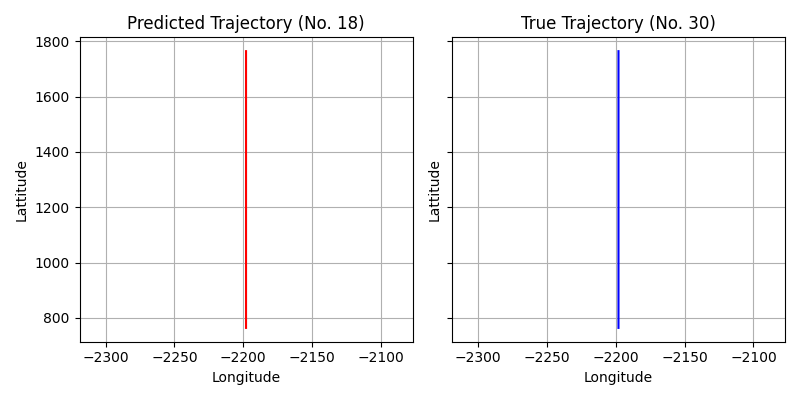 Predicted Trajectory (No. 18)
True Trajectory (No. 30)
1800
1600
1400
1200
1000
800
Lattitude
Lattitude
−2300 −2250 −2200 −2150 −2100
−2300 −2250 −2200 −2150 −2100
Longitude
Longitude